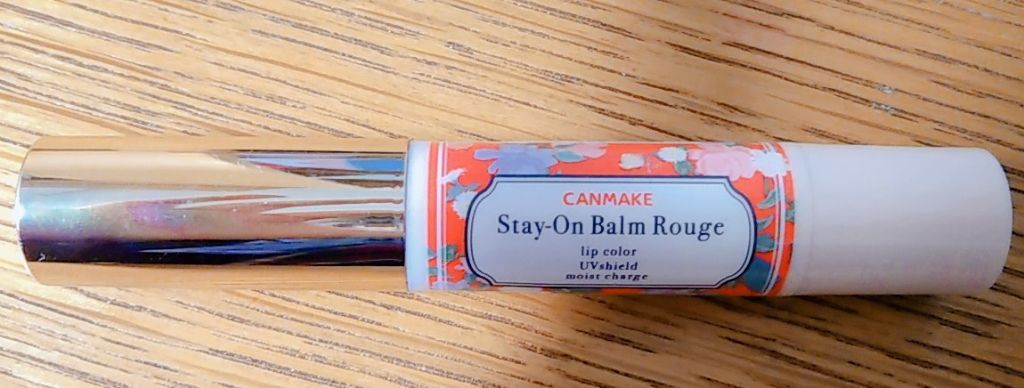 CANMAKE
Stay-On Balm Rouge
lip color
UVshield
moist charge